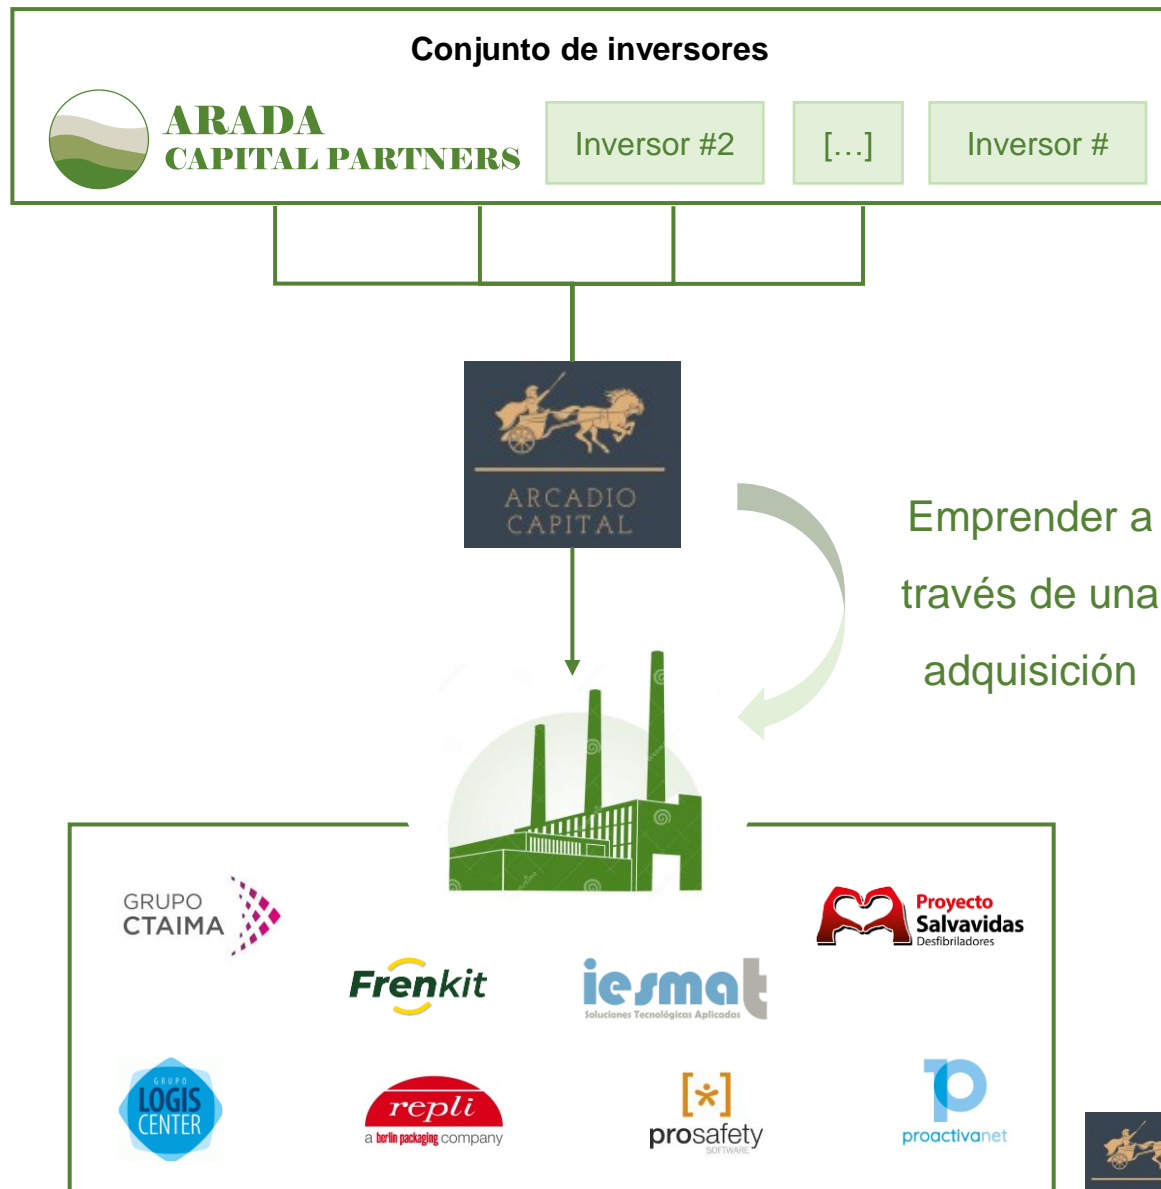 Conjunto de inversores
ARADA
CAPITAL PARTNERS
Inversor #2
[...]
Inversor #
ARCADIO
CAPITAL
Emprender a
través de una
adquisición
GRUPO
CTAIMA
Proyecto
Salvavidas
Desfibriladores
Frenkit
iesmat
Soluciones Tecnológicas Aplicadas
GRUPO
LOGIS
CENTER
repli
a berlin packaging company
[*]
prosafety
SOFTWARE
proactivanet